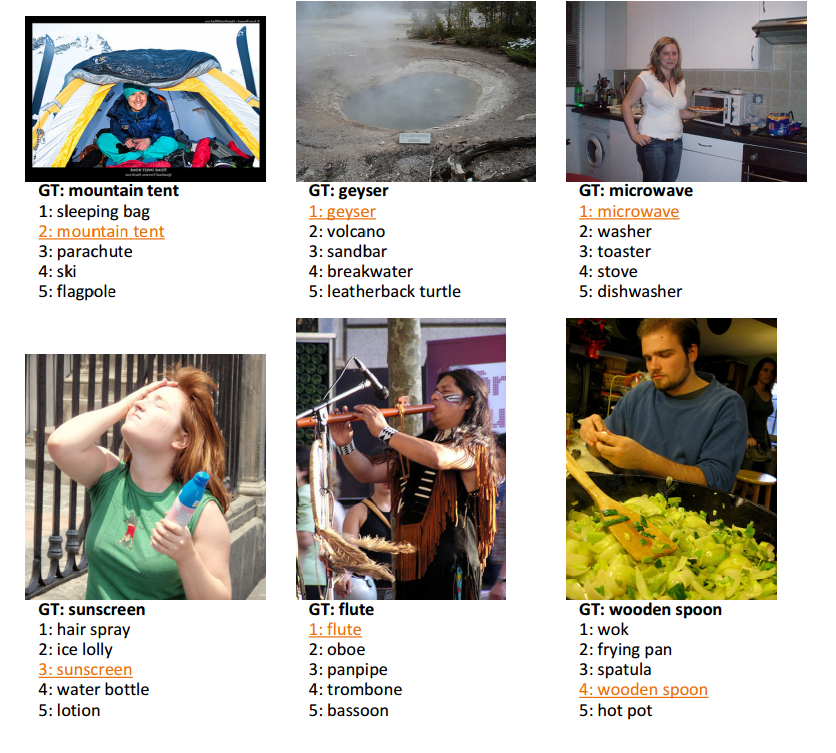 GT: mountain tent
1: sleeping bag
2: mountain tent
3: parachute
4: ski
5: flagpole
GT: geyser
1: geyser
2: volcano
3: sandbar
4: breakwater
5: leatherback turtle
GT: microwave
1: microwave
2: washer
3: toaster
4: stove
5: dishwasher
GT: sunscreen
1: hair spray
2: ice lolly
3: sunscreen
4: water bottle
5: lotion
GT: flute
1: flute
2: oboe
3: panpipe
4: trombone
5: bassoon
GT: wooden spoon
1: wok
2: frying pan
3: spatula
4: wooden spoon
5: hot pot